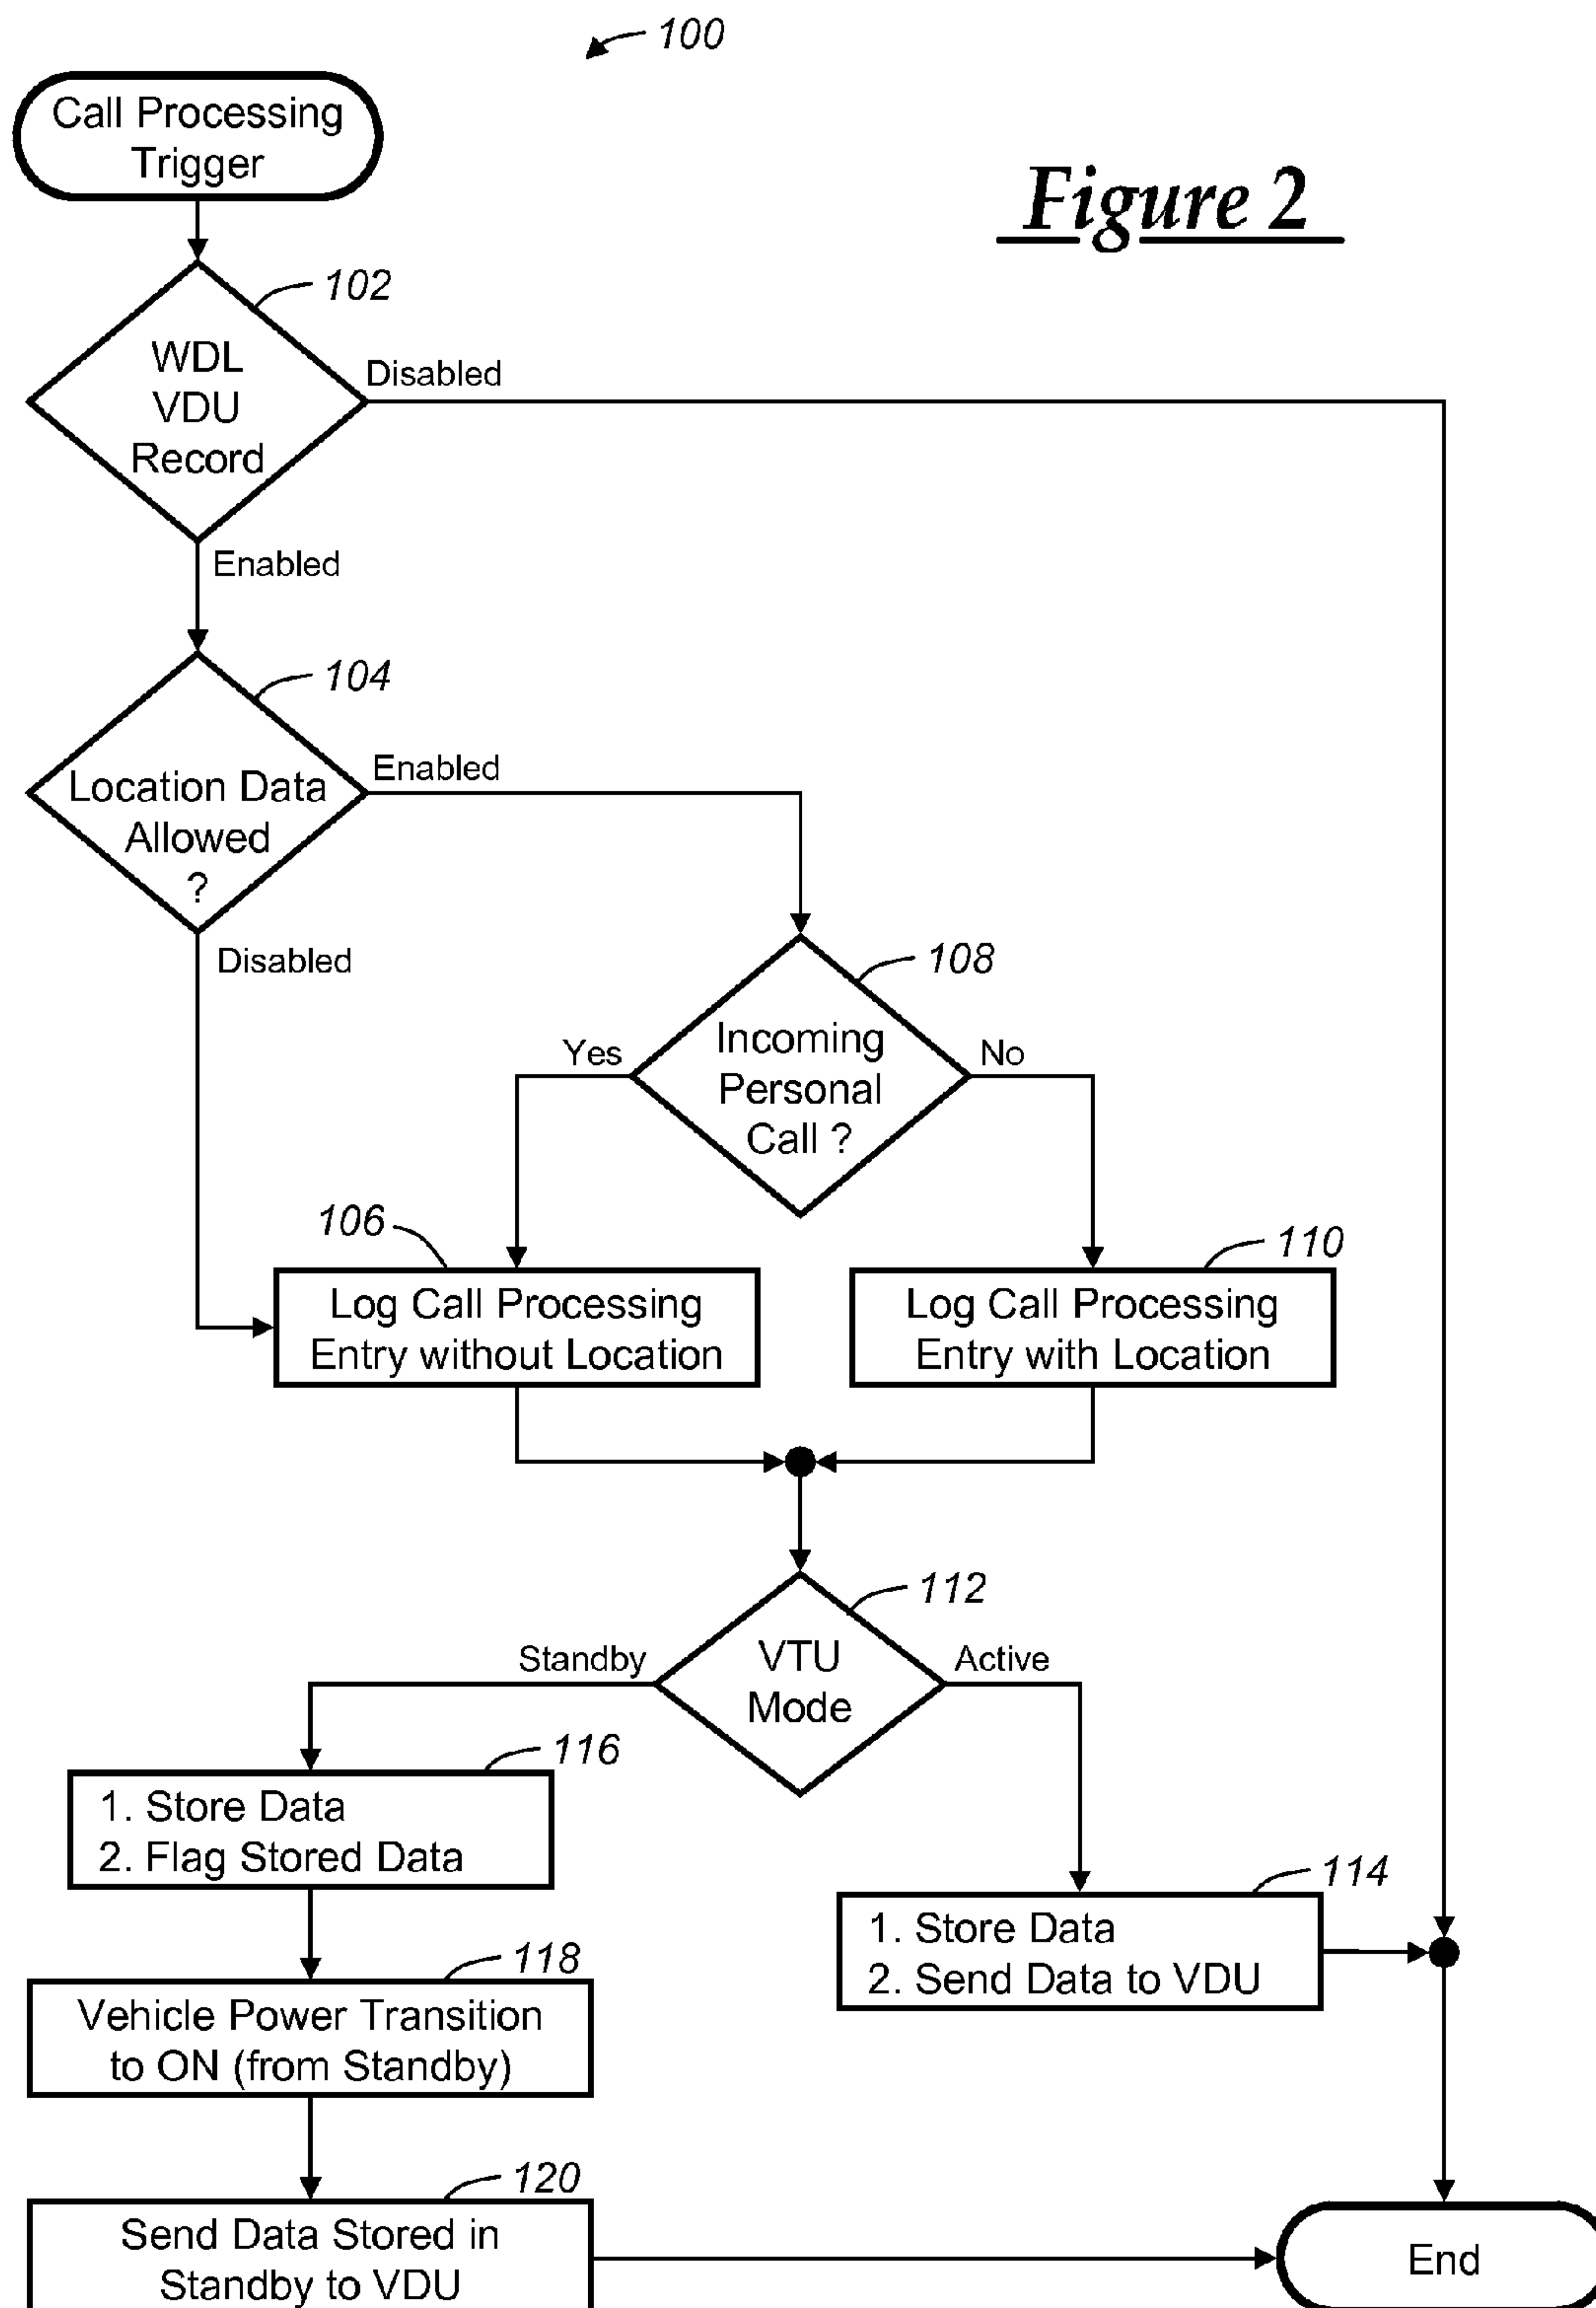 100
Call Processing
Trigger
Figure 2
102
WDL
VDU
Record
Disabled
Enabled
104
Location Data
Allowed
?
Enabled
Disabled
108
Incoming
Personal
Call ?
Yes
No
106
Log Call Processing
Entry without Location
110
Log Call Processing
Entry with Location
112
VTU
Mode
Standby
Active
116
1. Store Data
2. Flag Stored Data
114
1. Store Data
2. Send Data to VDU
118
Vehicle Power Transition
to ON (from Standby)
120
Send Data Stored in
Standby to VDU
End